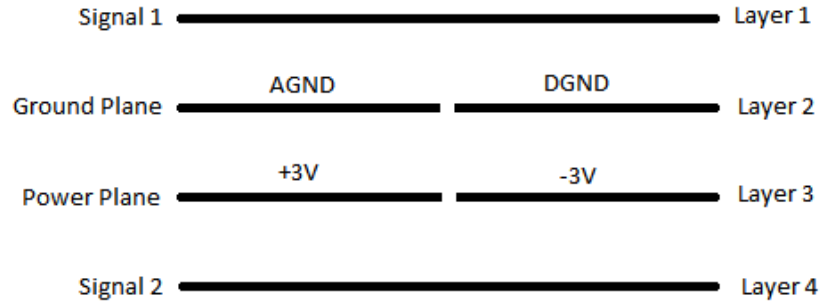 Signal 1 Layer 1
AGND DGND
Ground Plane Layer 2
+3V -3V
Power Plane Layer 3
Signal 2 Layer 4